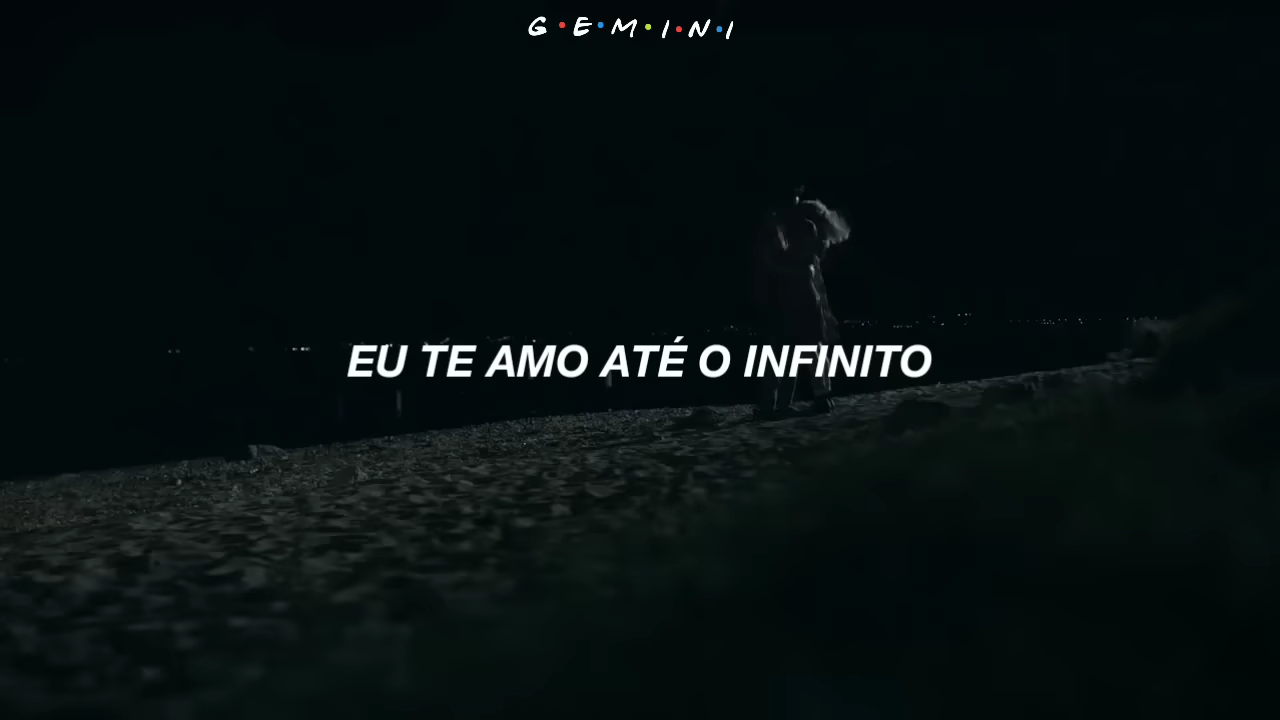 G•E•M•I•N•I
EU TE AMO ATÉ O INFINITO